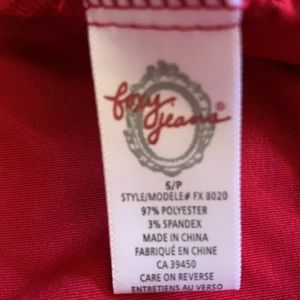 foxy
jeans®
S/P
STYLE/MODELE# FX 8020
97% POLYESTER
3% SPANDEX
MADE IN CHINA
FABRIQUÉ EN CHINE
CA 39450
CARE ON REVERSE
ENTRETIENS AU VERSO